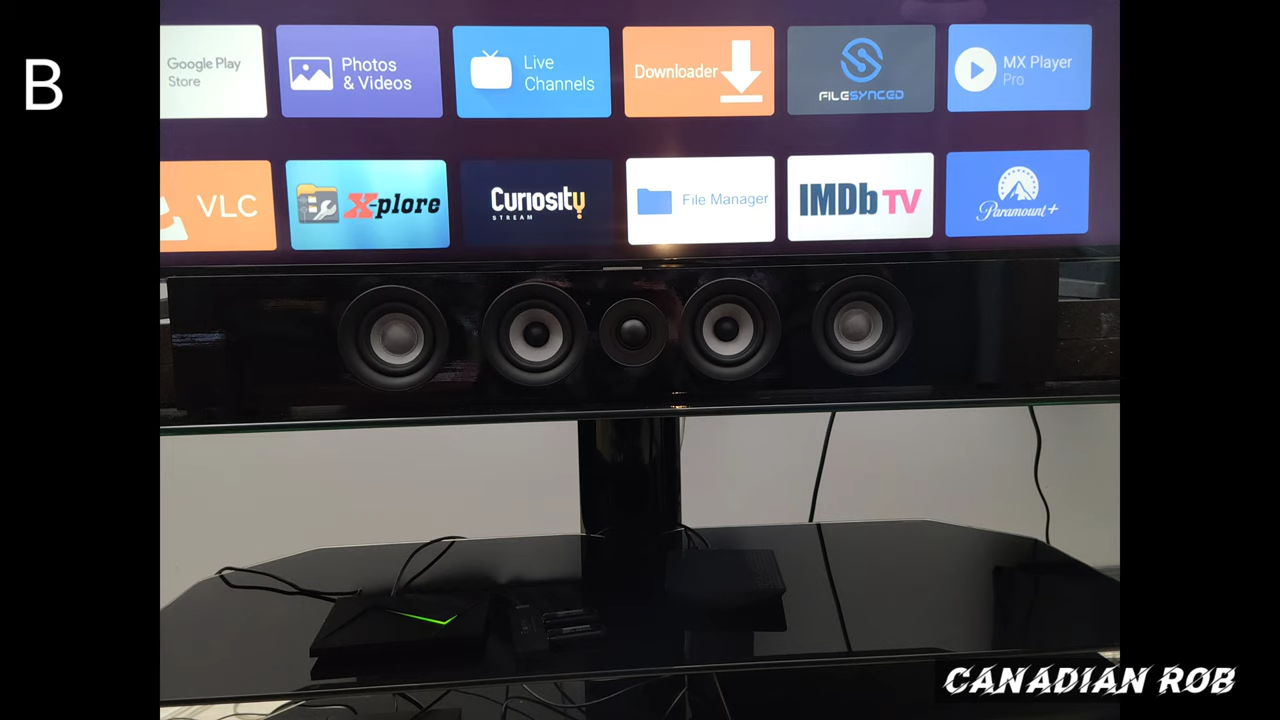 B
Google Play
Store
Photos
& Videos
Live
Channels
Downloader
FILESYNCED
MX Player
Pro
VLC
X-plore
Curiosity
STREAM
File Manager
IMDb TV
Paramount+
CANADIAN ROB